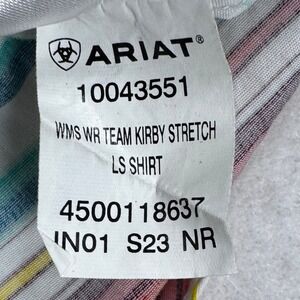 ARIAT®
10043551
WMS WR TEAM KIRBY STRETCH
LS SHIRT
4500118637
IN01 S23 NR